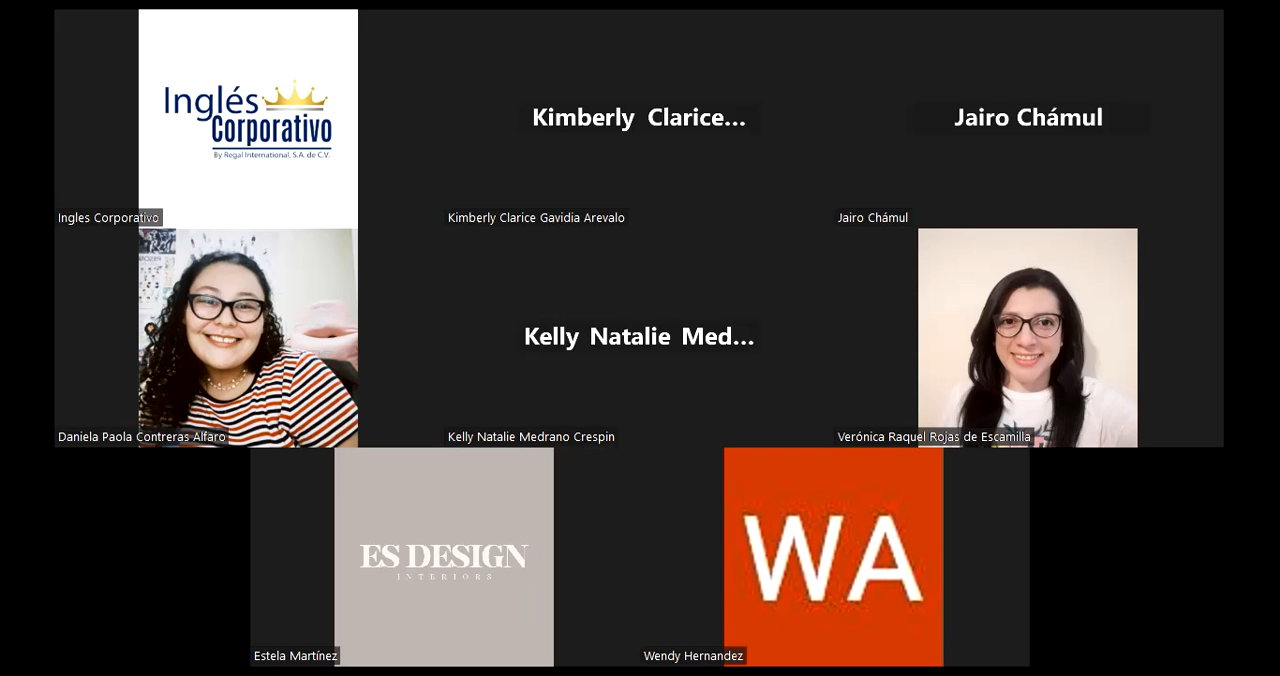 Inglés
Corporativo
By Regal International, S.A. de C.V.
Ingles Corporativo
Kimberly Clarice...
Kimberly Clarice Gavidia Arevalo
Jairo Chámul
Jairo Chámul
Daniela Paola Contreras Alfaro
Kelly Natalie Med...
Kelly Natalie Medrano Crespin
Verónica Raquel Rojas de Escamilla
ES DESIGN
INTERIORS
Estela Martínez
WA
Wendy Hernandez